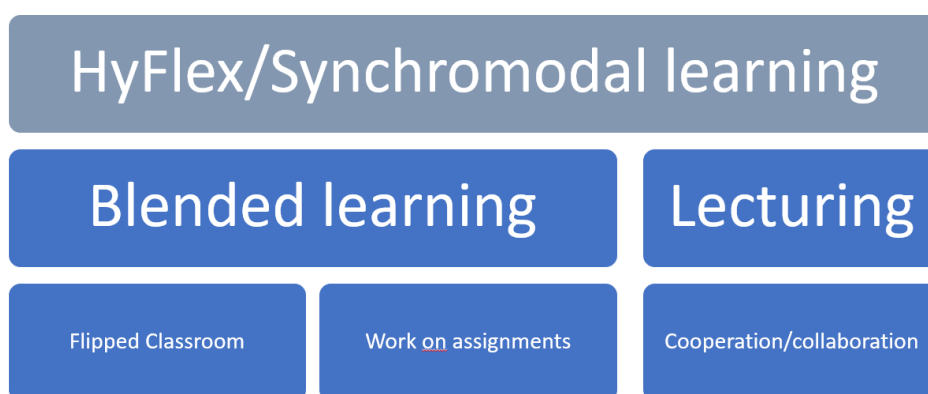 HyFlex/Synchromodal learning
Blended learning
Lecturing
Flipped Classroom
Work on assignments
Cooperation/collaboration